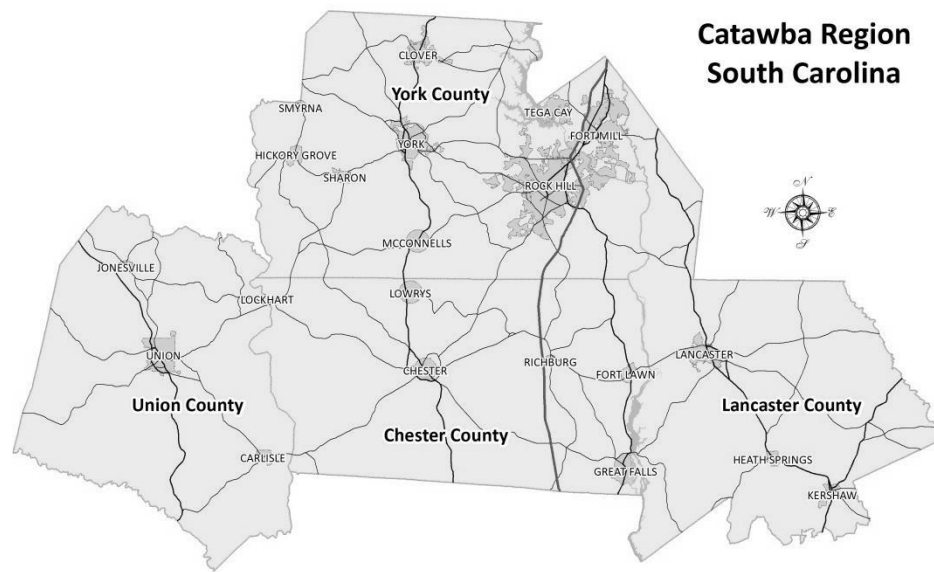 Catawba Region
South Carolina
CLOVER
York County
SMYRNA
TEGA CAY
FORT MILL
YORK
HICKORY GROVE
SHARON
ROCK HILL
N
W E
S
MCCONNELLS
JONESVILLE
LOCKHART
LOWRYS
UNION
CHESTER
RICHBURG
FORT LAWN
LANCASTER
Union County
Chester County
Lancaster County
CARLISLE
GREAT FALLS
HEATH SPRINGS
KERSHAW